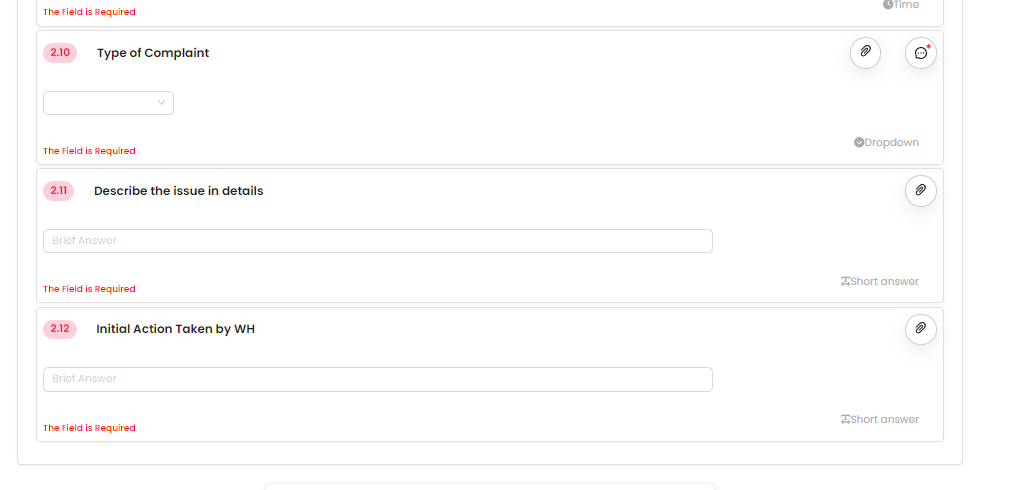 Time
The Field is Required
2.10 Type of Complaint
Dropdown
The Field is Required
2.11 Describe the issue in details
Brief Answer
Short answer
The Field is Required
2.12 Initial Action Taken by WH
Brief Answer
Short answer
The Field is Required